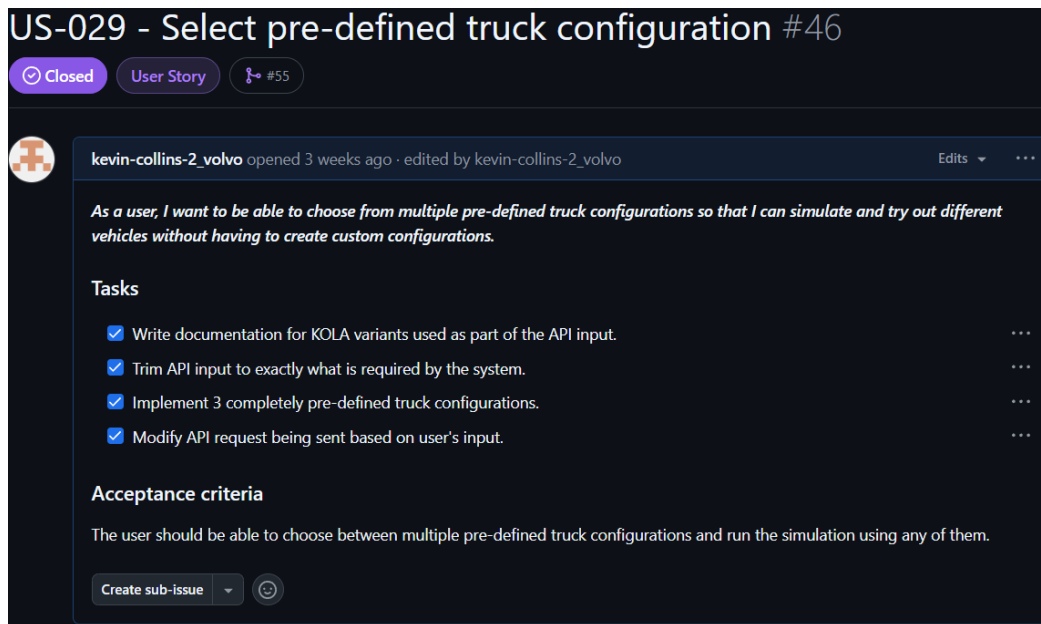 US-029 - Select pre-defined truck configuration #46
Closed
User Story
#55
kevin-collins-2_volvo opened 3 weeks ago · edited by kevin-collins-2_volvo
Edits
As a user, I want to be able to choose from multiple pre-defined truck configurations so that I can simulate and try out different
vehicles without having to create custom configurations.
Tasks
Write documentation for KOLA variants used as part of the API input.
Trim API input to exactly what is required by the system.
Implement 3 completely pre-defined truck configurations.
Modify API request being sent based on user's input.
Acceptance criteria
The user should be able to choose between multiple pre-defined truck configurations and run the simulation using any of them.
Create sub-issue